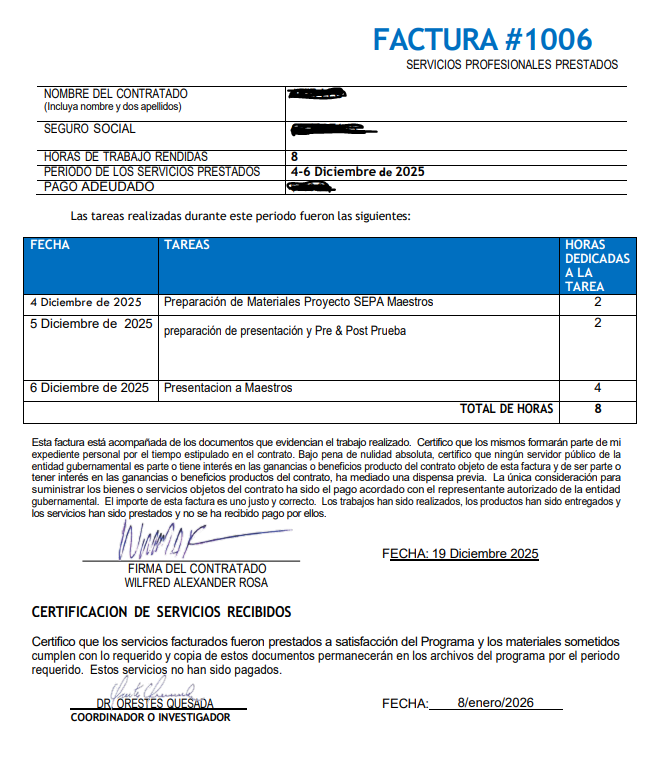 FACTURA #1006
SERVICIOS PROFESIONALES PRESTADOS
NOMBRE DEL CONTRATADO
(Incluya nombre y dos apellidos)
SEGURO SOCIAL
HORAS DE TRABAJO RENDIDAS 8
PERIODO DE LOS SERVICIOS PRESTADOS 4-6 Diciembre de 2025
PAGO ADEUDADO
Las tareas realizadas durante este periodo fueron las siguientes:
FECHA TAREAS HORAS
DEDICADAS
A LA
TAREA
4 Diciembre de 2025 Preparación de Materiales Proyecto SEPA Maestros 2
5 Diciembre de 2025 preparación de presentación y Pre & Post Prueba 2
6 Diciembre de 2025 Presentacion a Maestros 4
TOTAL DE HORAS 8
Esta factura está acompañada de los documentos que evidencian el trabajo realizado. Certifico que los mismos formarán parte de mi
expediente personal por el tiempo estipulado en el contrato. Bajo pena de nulidad absoluta, certifico que ningún servidor público de la
entidad gubernamental es parte o tiene interés en las ganancias o beneficios producto del contrato objeto de esta factura y de ser parte o
tener interés en las ganancias o beneficios productos del contrato, ha mediado una dispensa previa. La única consideración para
suministrar los bienes o servicios objetos del contrato ha sido el pago acordado con el representante autorizado de la entidad
gubernamental. El importe de esta factura es uno justo y correcto. Los trabajos han sido realizados, los productos han sido entregados y
los servicios han sido prestados y no se ha recibido pago por ellos.
FECHA: 19 Diciembre 2025
FIRMA DEL CONTRATADO
WILFRED ALEXANDER ROSA
CERTIFICACION DE SERVICIOS RECIBIDOS
Certifico que los servicios facturados fueron prestados a satisfacción del Programa y los materiales sometidos
cumplen con lo requerido y copia de estos documentos permanecerán en los archivos del programa por el periodo
requerido. Estos servicios no han sido pagados.
DR. ORESTES QUESADA FECHA: 8/enero/2026
COORDINADOR O INVESTIGADOR